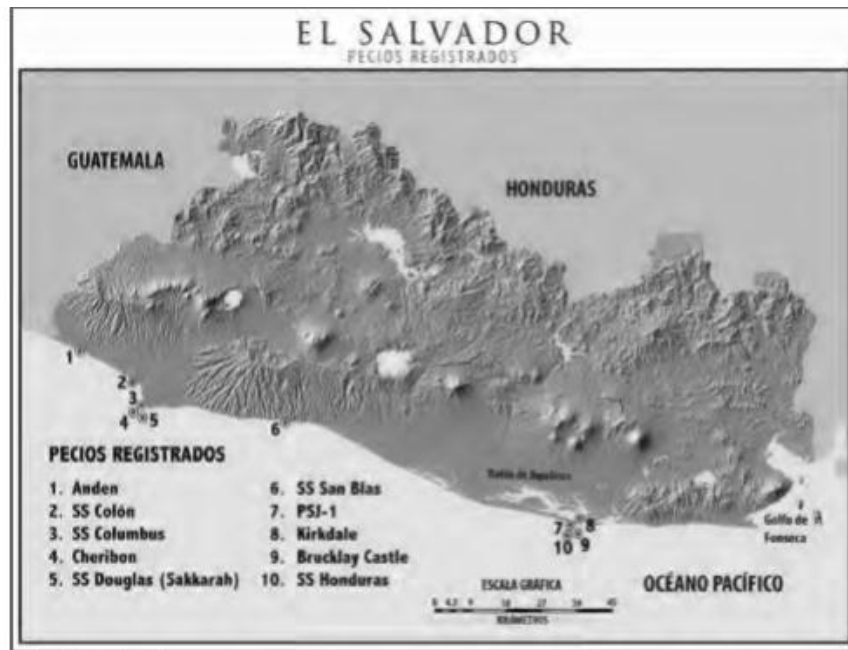 EL SALVADOR
PECIOS REGISTRADOS
GUATEMALA
HONDURAS
1
2
3
4
5
6
7
8
9
10
Golfo de
Fonseca
PECIOS REGISTRADOS
1. Anden
2. SS Colón
3. SS Columbus
4. Cheribon
5. SS Douglas (Sakkarah)
6. SS San Blas
7. PSJ-1
8. Kirkdale
9. Brucklay Castle
10. SS Honduras
ESCALA GRÁFICA
KILÓMETROS
OCÉANO PACÍFICO